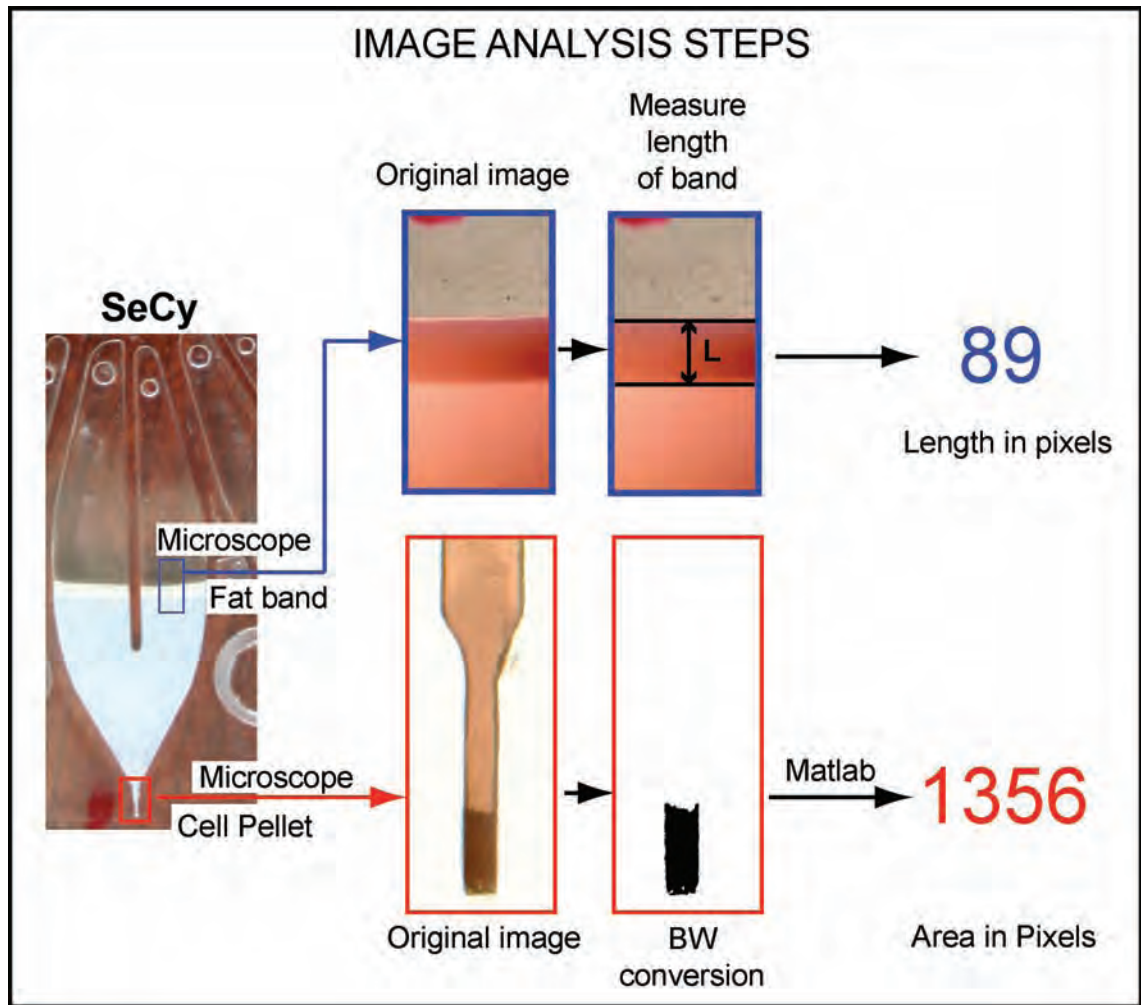 IMAGE ANALYSIS STEPS
Measure
length
of band
Original image
SeCy
L
89
Length in pixels
Microscope
Fat band
Microscope
Cell Pellet
Matlab
1356
Original image
BW
conversion
Area in Pixels